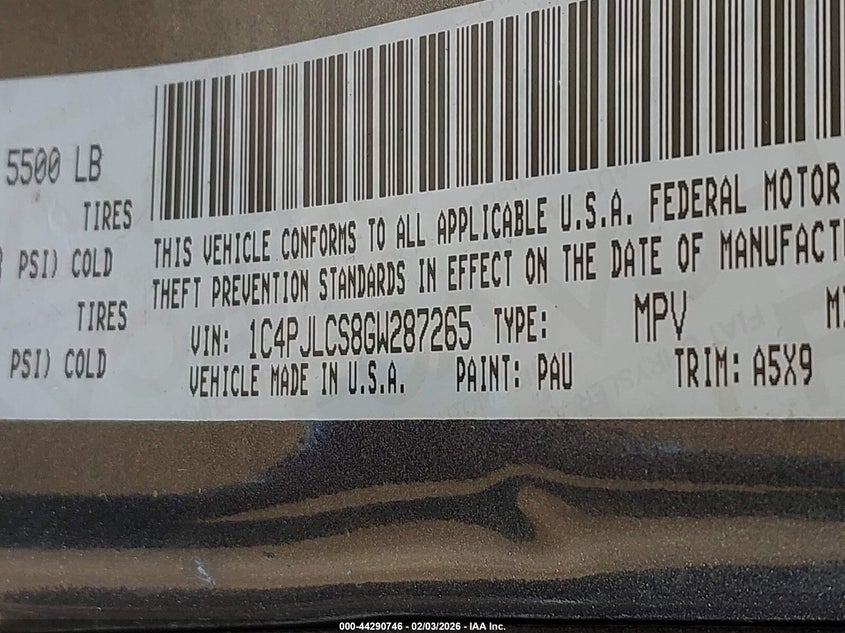 5500 LB
TIRES
PSI) COLD
TIRES
PSI) COLD
THIS VEHICLE CONFORMS TO ALL APPLICABLE U.S.A. FEDERAL MOTOR
THEFT PREVENTION STANDARDS IN EFFECT ON THE DATE OF MANUFACT
VIN: 1C4PJLCS8GW287265 TYPE: MPV
VEHICLE MADE IN U.S.A. PAINT: PAU TRIM: A5X9
000-44290746 - 02/03/2026 - IAA Inc.